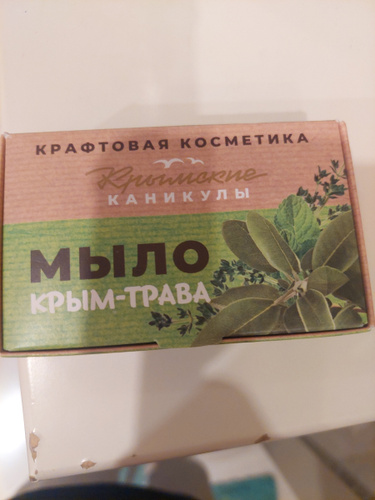 КРАФТОВАЯ КОСМЕТИКА
Крымские
КАНИКУЛЫ
МЫЛО
КРЫМ-ТРАВА